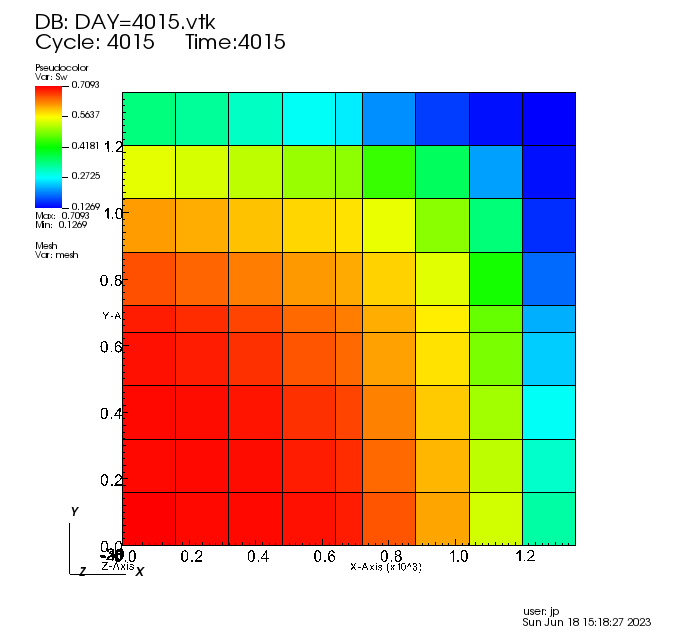 DB: DAY=4015.vtk
Cycle: 4015 Time:4015
Pseudocolor
Var: Sw
0.7093
0.5637
0.4181
0.2725
0.1269
Max: 0.7093
Min: 0.1269
Mesh
Var: mesh
1.2
1.0
0.8
Y-A
0.6
0.4
0.2
0.0
0.0 0.2 0.4 0.6 0.8 1.0 1.2
Z-Axis
X-Axis (x10^3)
Y
Z X
user: jp
Sun Jun 18 15:18:27 2023